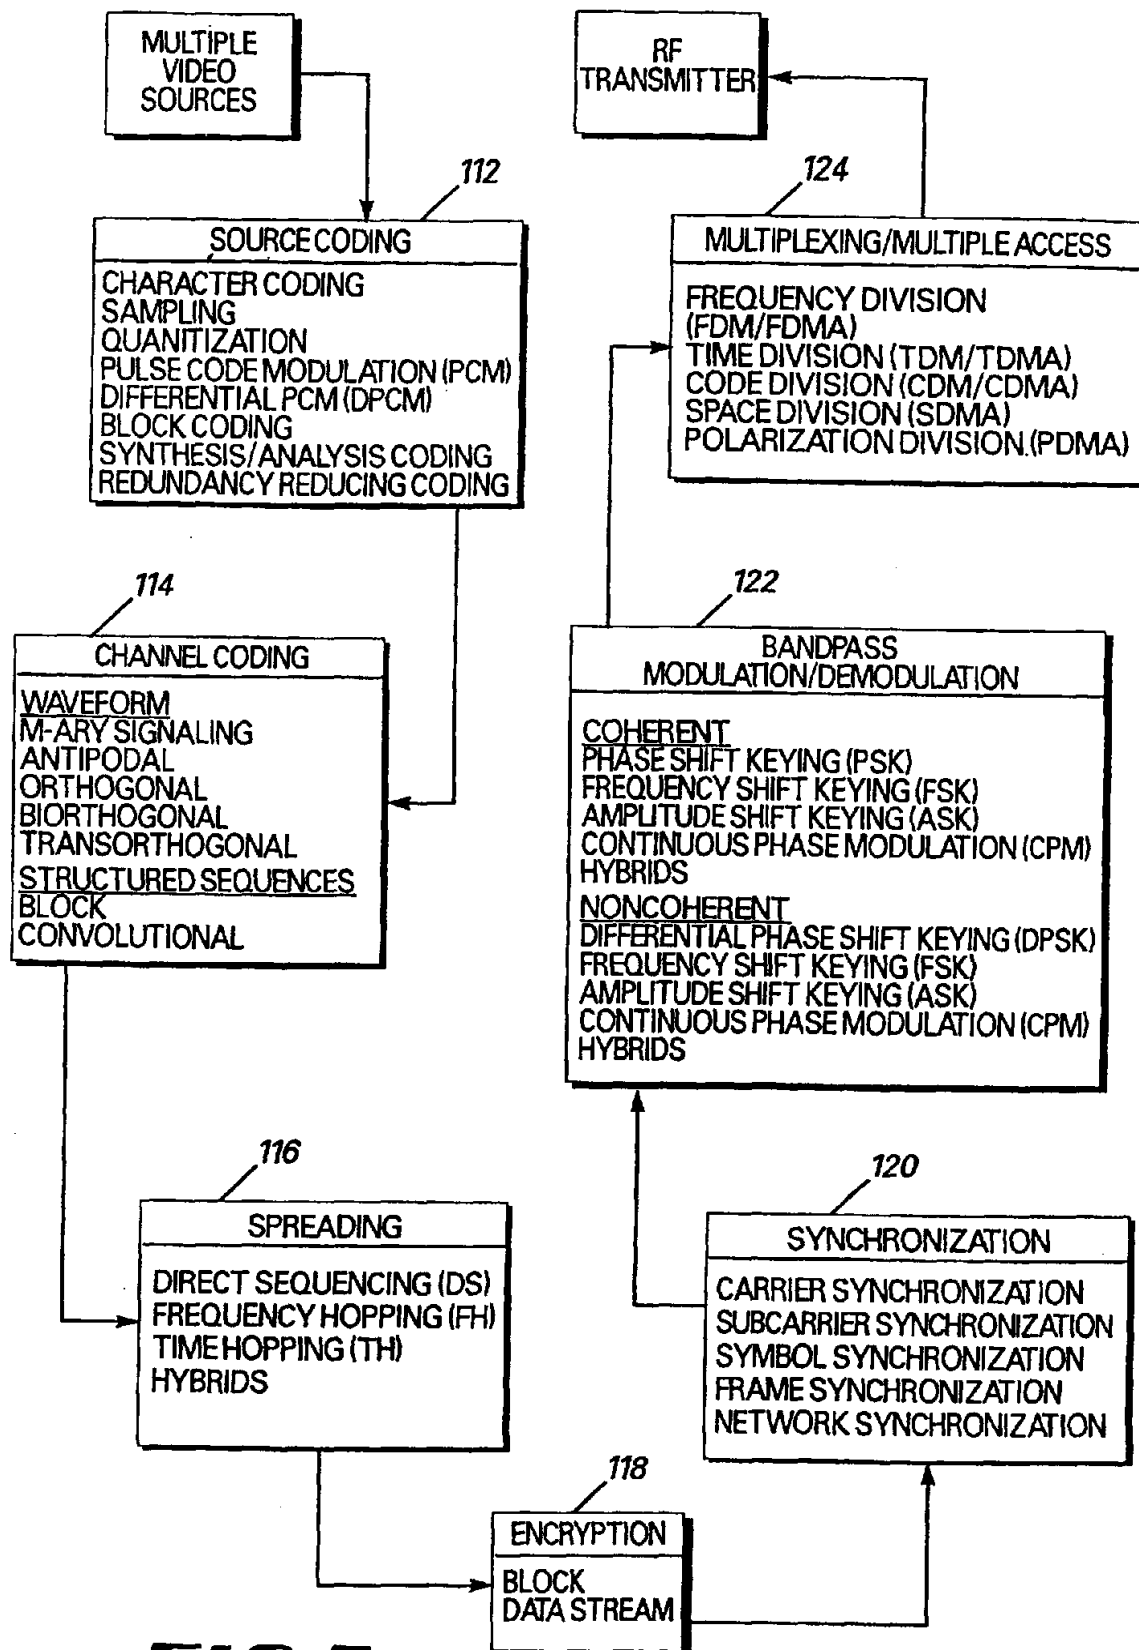 MULTIPLE
VIDEO
SOURCES
RF
TRANSMITTER
112
SOURCE CODING
CHARACTER CODING
SAMPLING
QUANITIZATION
PULSE CODE MODULATION (PCM)
DIFFERENTIAL PCM (DPCM)
BLOCK CODING
SYNTHESIS/ANALYSIS CODING
REDUNDANCY REDUCING CODING
124
MULTIPLEXING/MULTIPLE ACCESS
FREQUENCY DIVISION
(FDM/FDMA)
TIME DIVISION (TDM/TDMA)
CODE DIVISION (CDM/CDMA)
SPACE DIVISION (SDMA)
POLARIZATION DIVISION (PDMA)
114
CHANNEL CODING
WAVEFORM
M-ARY SIGNALING
ANTIPODAL
ORTHOGONAL
BIORTHOGONAL
TRANSORTHOGONAL
STRUCTURED SEQUENCES
BLOCK
CONVOLUTIONAL
122
BANDPASS
MODULATION/DEMODULATION
COHERENT
PHASE SHIFT KEYING (PSK)
FREQUENCY SHIFT KEYING (FSK)
AMPLITUDE SHIFT KEYING (ASK)
CONTINUOUS PHASE MODULATION (CPM)
HYBRIDS
NONCOHERENT
DIFFERENTIAL PHASE SHIFT KEYING (DPSK)
FREQUENCY SHIFT KEYING (FSK)
AMPLITUDE SHIFT KEYING (ASK)
CONTINUOUS PHASE MODULATION (CPM)
HYBRIDS
116
SPREADING
DIRECT SEQUENCING (DS)
FREQUENCY HOPPING (FH)
TIME HOPPING (TH)
HYBRIDS
120
SYNCHRONIZATION
CARRIER SYNCHRONIZATION
SUBCARRIER SYNCHRONIZATION
SYMBOL SYNCHRONIZATION
FRAME SYNCHRONIZATION
NETWORK SYNCHRONIZATION
118
ENCRYPTION
BLOCK
DATA STREAM